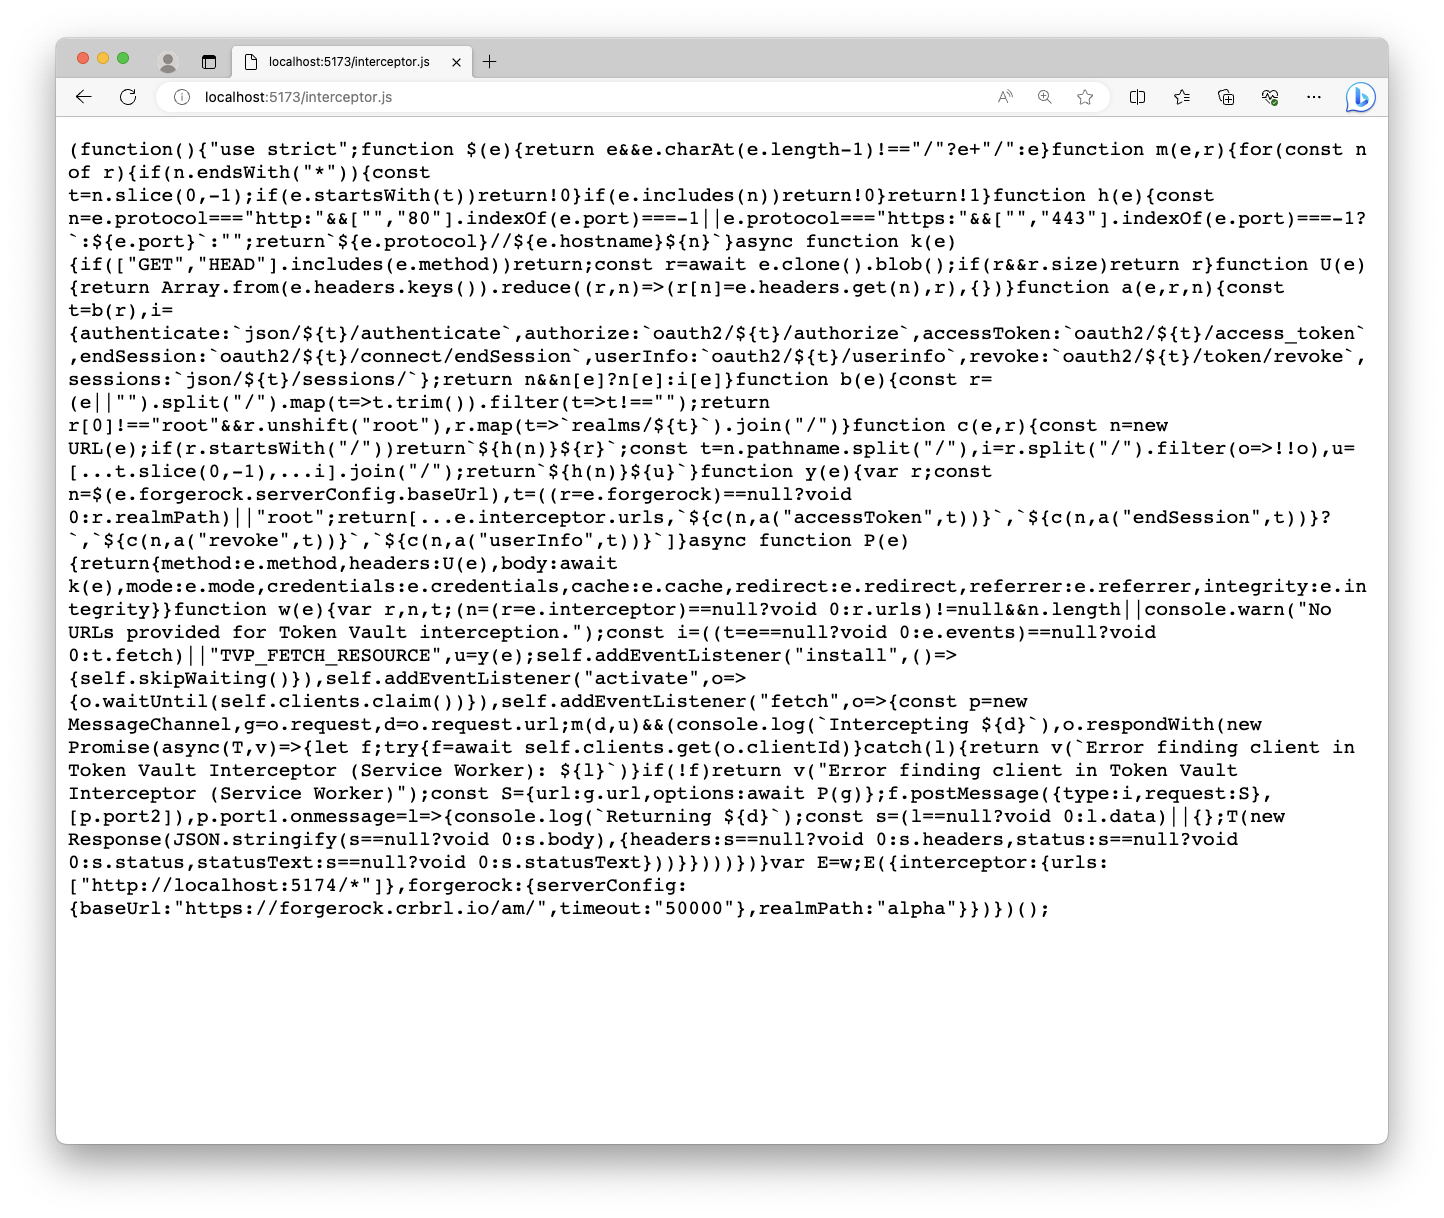 localhost:5173/interceptor.js
localhost:5173/interceptor.js
(function(){"use strict";function $(e){return e&&e.charAt(e.length-1)!=="/"?e+"/":e}function m(e,r){for(const n
of r){if(n.endsWith("*")){const
t=n.slice(0,-1);if(e.startsWith(t))return!0}if(e.includes(n))return!0}return!1}function h(e){const
n=e.protocol==="http:"&&["","80"].indexOf(e.port)===-1||e.protocol==="https:"&&["","443"].indexOf(e.port)===-1?
`:${e.port}`:"";return`${e.protocol}//${e.hostname}${n}`}async function k(e)
{if(["GET","HEAD"].includes(e.method))return;const r=await e.clone().blob();if(r&&r.size)return r}function U(e)
{return Array.from(e.headers.keys()).reduce((r,n)=>(r[n]=e.headers.get(n),r),{})}function a(e,r,n){const
t=b(r),i=
{authenticate:`json/${t}/authenticate`,authorize:`oauth2/${t}/authorize`,accessToken:`oauth2/${t}/access_token`
,endSession:`oauth2/${t}/connect/endSession`,userInfo:`oauth2/${t}/userinfo`,revoke:`oauth2/${t}/token/revoke`,
sessions:`json/${t}/sessions/`};return n&&n[e]?n[e]:i[e]}function b(e){const r=
(e||"").split("/").map(t=>t.trim()).filter(t=>t!=="");return
r[0]!=="root"&&r.unshift("root"),r.map(t=>`realms/${t}`).join("/")}function c(e,r){const n=new
URL(e);if(r.startsWith("/"))return`${h(n)}${r}`;const t=n.pathname.split("/"),i=r.split("/").filter(o=>!!o),u=
[...t.slice(0,-1),...i].join("/");return`${h(n)}${u}`}function y(e){var r;const
n=$(e.forgerock.serverConfig.baseUrl),t=((r=e.forgerock)==null?void
0:r.realmPath)||"root";return[...e.interceptor.urls,`${c(n,a("accessToken",t))}`,`${c(n,a("endSession",t))}?
`,`${c(n,a("revoke",t))}`,`${c(n,a("userInfo",t))}`]}async function P(e)
{return{method:e.method,headers:U(e),body:await
k(e),mode:e.mode,credentials:e.credentials,cache:e.cache,redirect:e.redirect,referrer:e.referrer,integrity:e.in
tegrity}}function w(e){var r,n,t;(n=(r=e.interceptor)==null?void 0:r.urls)!=null&&n.length||console.warn("No
URLs provided for Token Vault interception.");const i=((t=e==null?void 0:e.events)==null?void
0:t.fetch)||"TVP_FETCH_RESOURCE",u=y(e);self.addEventListener("install",()=>
{self.skipWaiting()}),self.addEventListener("activate",o=>
{o.waitUntil(self.clients.claim())}),self.addEventListener("fetch",o=>{const p=new
MessageChannel,g=o.request,d=o.request.url;m(d,u)&&(console.log(`Intercepting ${d}`),o.respondWith(new
Promise(async(T,v)=>{let f;try{f=await self.clients.get(o.clientId)}catch(l){return v(`Error finding client in
Token Vault Interceptor (Service Worker): ${l}`)}if(!f)return v("Error finding client in Token Vault
Interceptor (Service Worker)");const S={url:g.url,options:await P(g)};f.postMessage({type:i,request:S},
[p.port2]),p.port1.onmessage=l=>{console.log(`Returning ${d}`);const s=(l==null?void 0:l.data)||{};T(new
Response(JSON.stringify(s==null?void 0:s.body),{headers:s==null?void 0:s.headers,status:s==null?void
0:s.status,statusText:s==null?void 0:s.statusText}))}})))})}var E=w;E({interceptor:{urls:
["http://localhost:5174/*"]},forgerock:{serverConfig:
{baseUrl:"https://forgerock.crbrl.io/am/",timeout:"50000"},realmPath:"alpha"}})})();